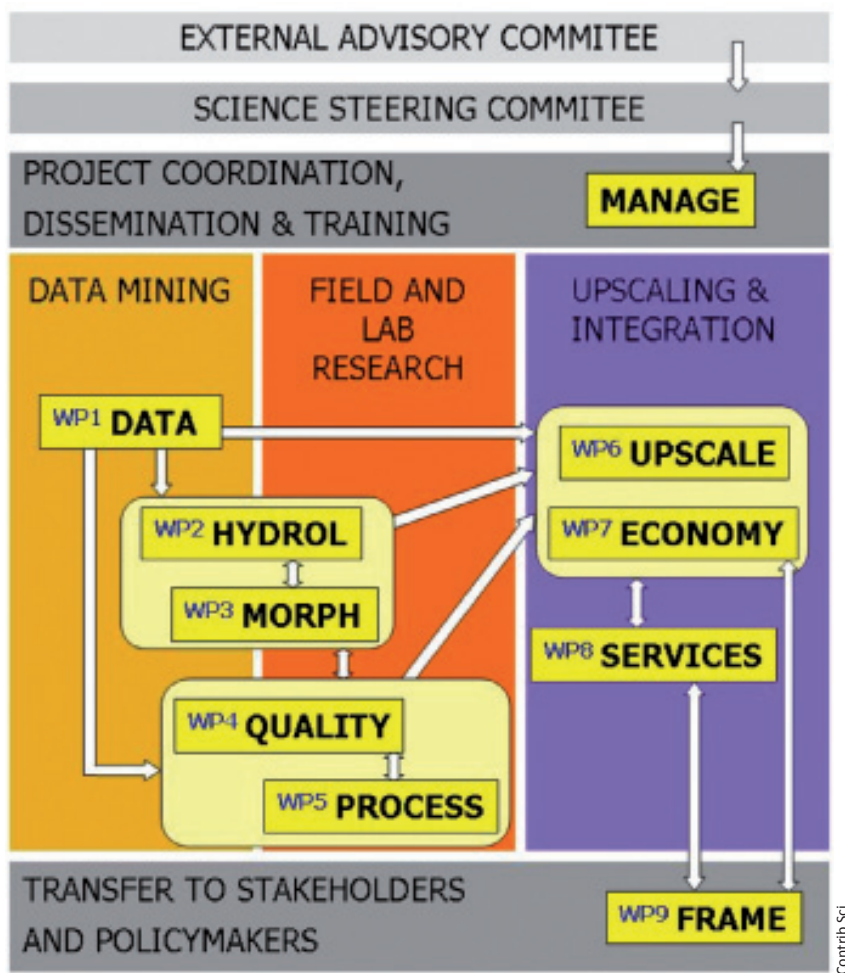 EXTERNAL ADVISORY COMMITEE
SCIENCE STEERING COMMITEE
PROJECT COORDINATION,
DISSEMINATION & TRAINING
MANAGE
DATA MINING
FIELD AND
LAB
RESEARCH
UPSCALING &
INTEGRATION
WP1 DATA
WP6 UPSCALE
WP2 HYDROL
WP7 ECONOMY
WP3 MORPH
WP8 SERVICES
WP4 QUALITY
WP5 PROCESS
TRANSFER TO STAKEHOLDERS
AND POLICYMAKERS
WP9 FRAME
Contrib Sci